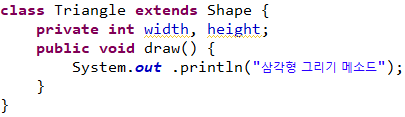 class Triangle extends Shape {
    private int width, height;
    public void draw() {
        System.out .println("삼각형 그리기 메소드");
    }
}